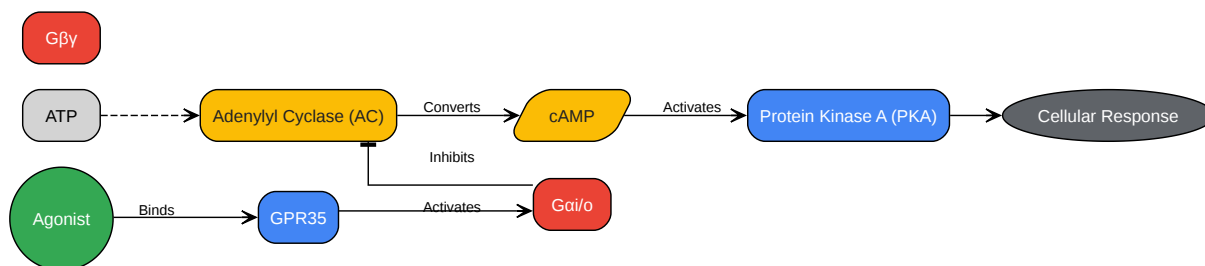 Gβγ
ATP
Adenylyl Cyclase (AC)
Converts
cAMP
Activates
Protein Kinase A (PKA)
Cellular Response
Inhibits
Agonist
Binds
GPR35
Activates
Gαi/o